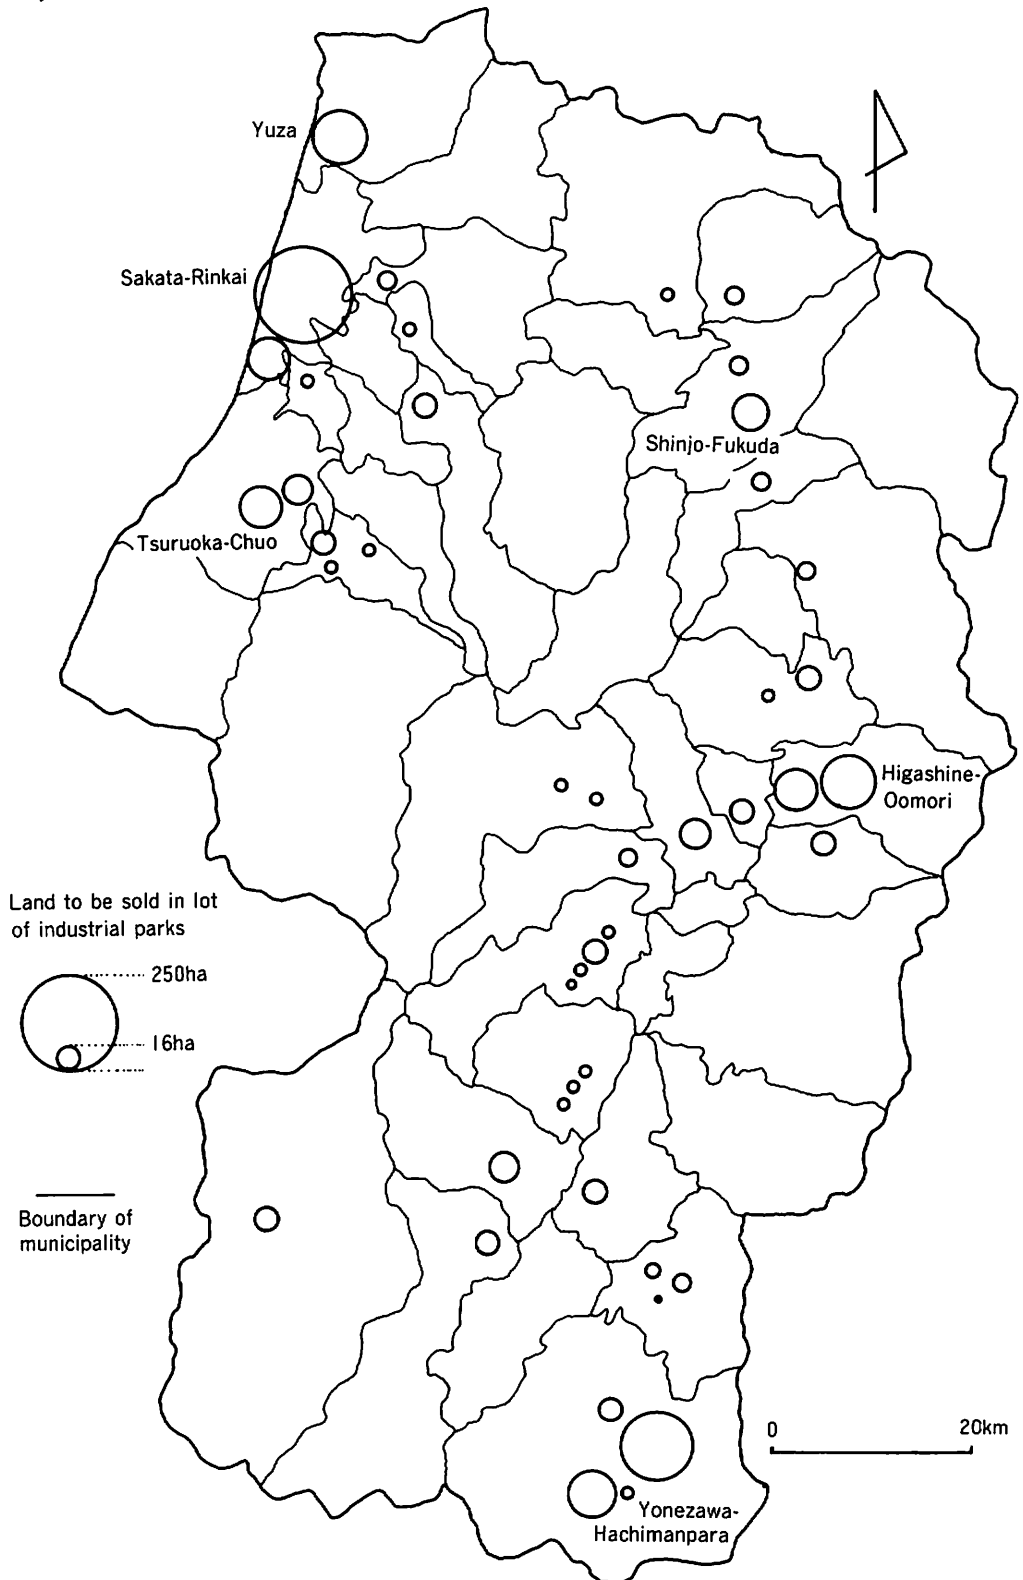 Yuza
Sakata-Rinkai
Shinjo-Fukuda
Tsuruoka-Chuo
Higashine-
Oomori
Land to be sold in lot
of industrial parks
250ha
16ha
Boundary of
municipality
0 20km
Yonezawa-
Hachimanpara